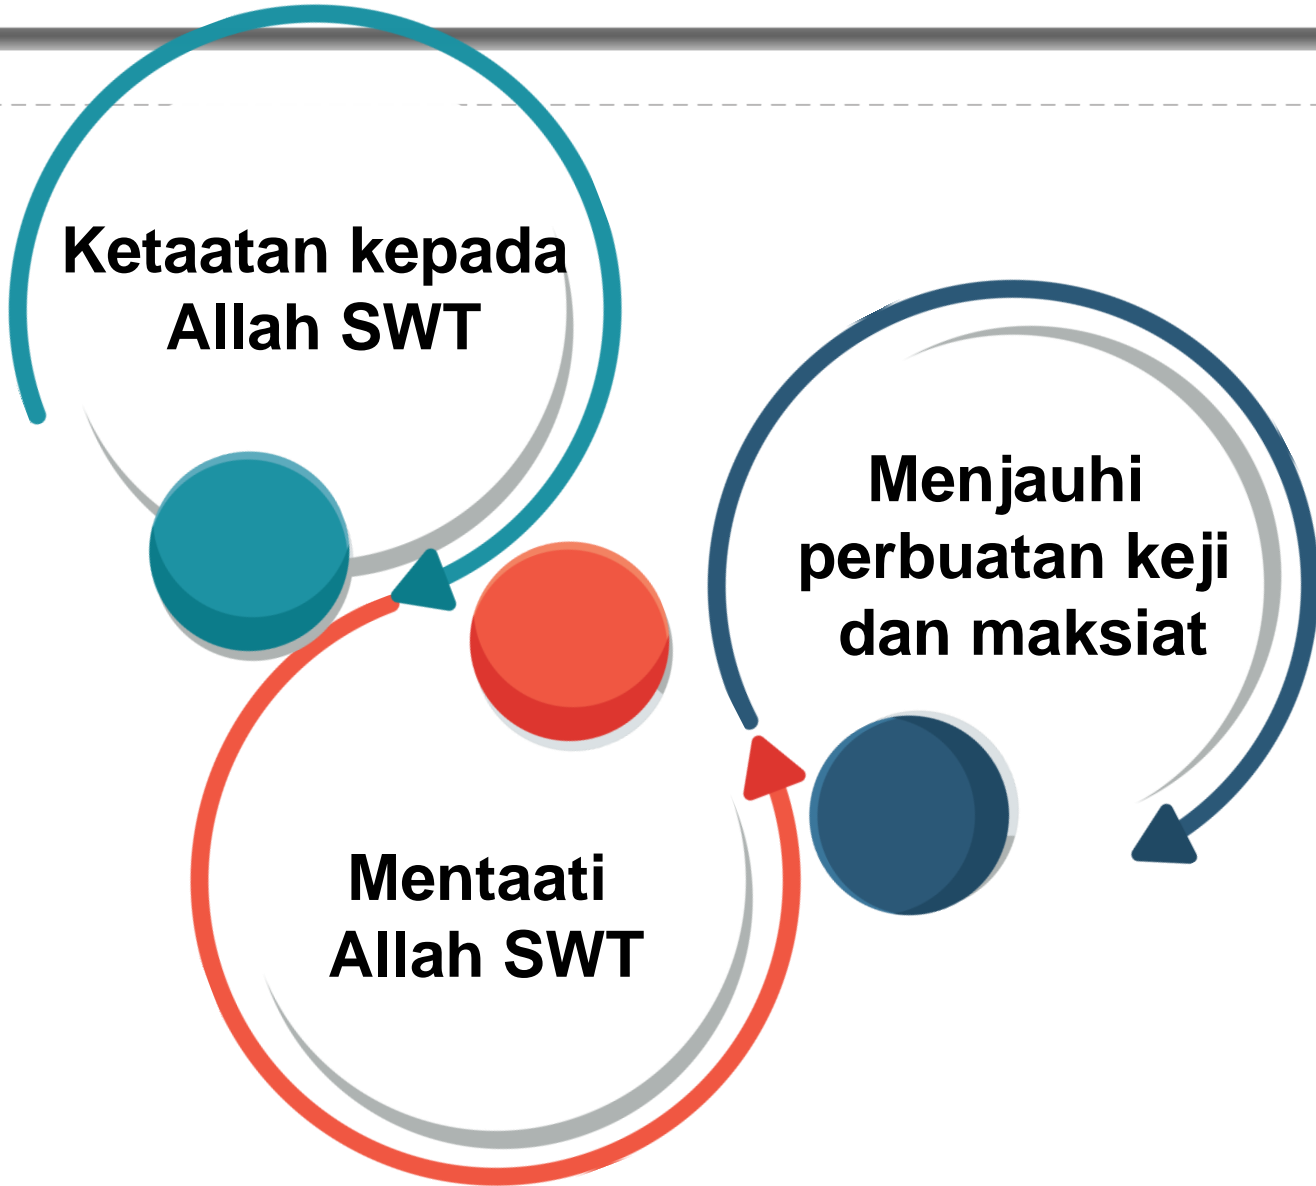 Ketaatan kepada
Allah SWT
Menjauhi
perbuatan keji
dan maksiat
Mentaati
Allah SWT